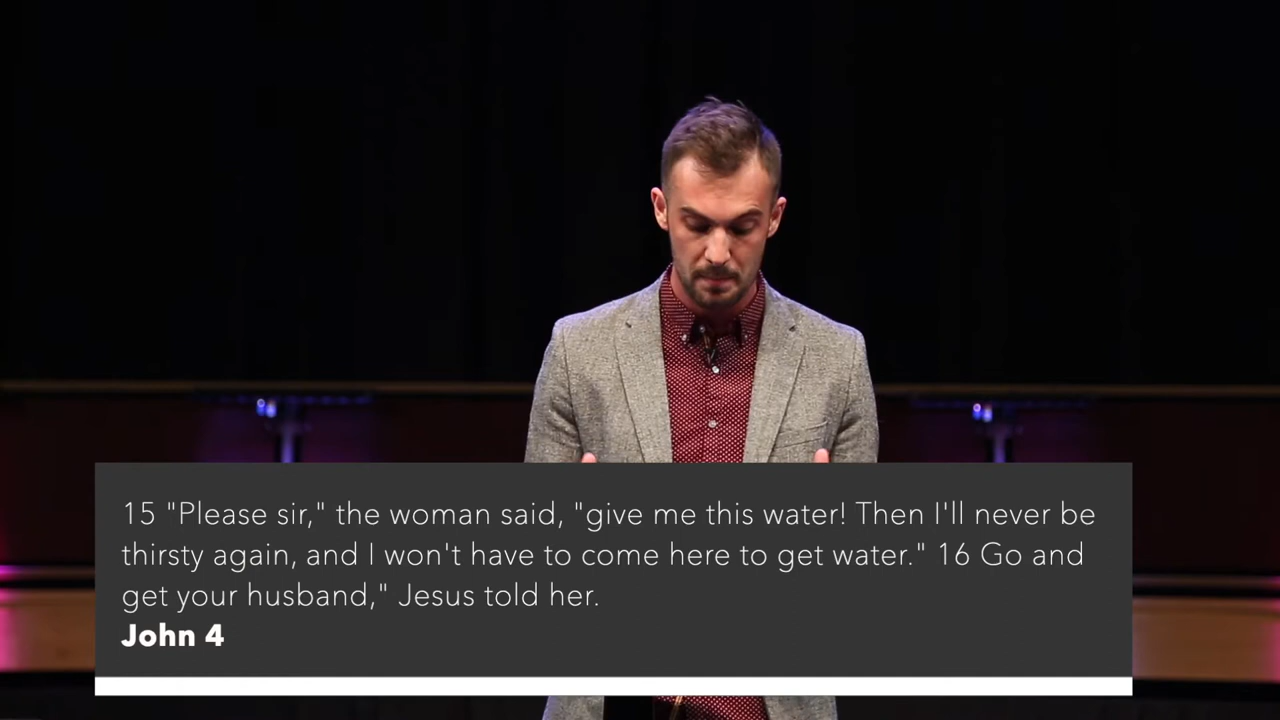 15 "Please sir," the woman said, "give me this water! Then I'll never be
thirsty again, and I won't have to come here to get water." 16 Go and
get your husband," Jesus told her.
John 4